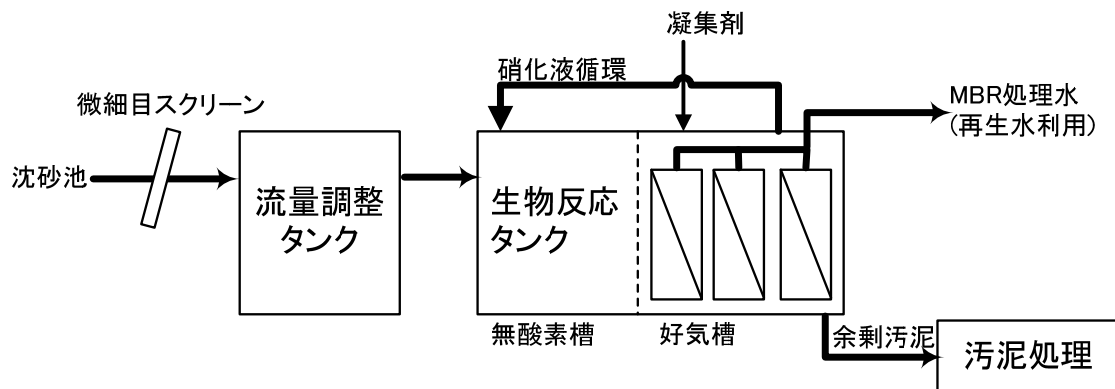 凝集剤
硝化液循環
微細目スクリーン
MBR処理水
(再生水利用)
沈砂池
流量調整
タンク
生物反応
タンク
無酸素槽
好気槽
余剰汚泥
汚泥処理